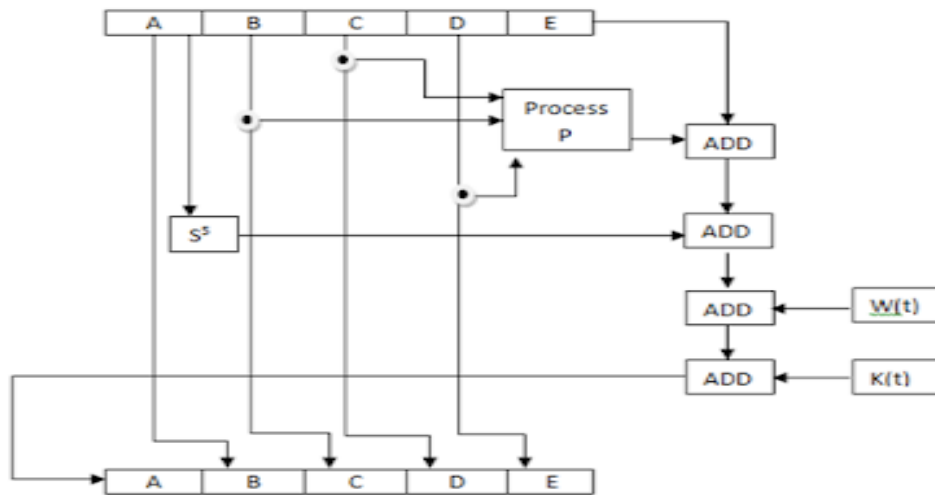 A B C D E
Process
P
ADD
S⁵ ADD
ADD W(t)
ADD K(t)
A B C D E